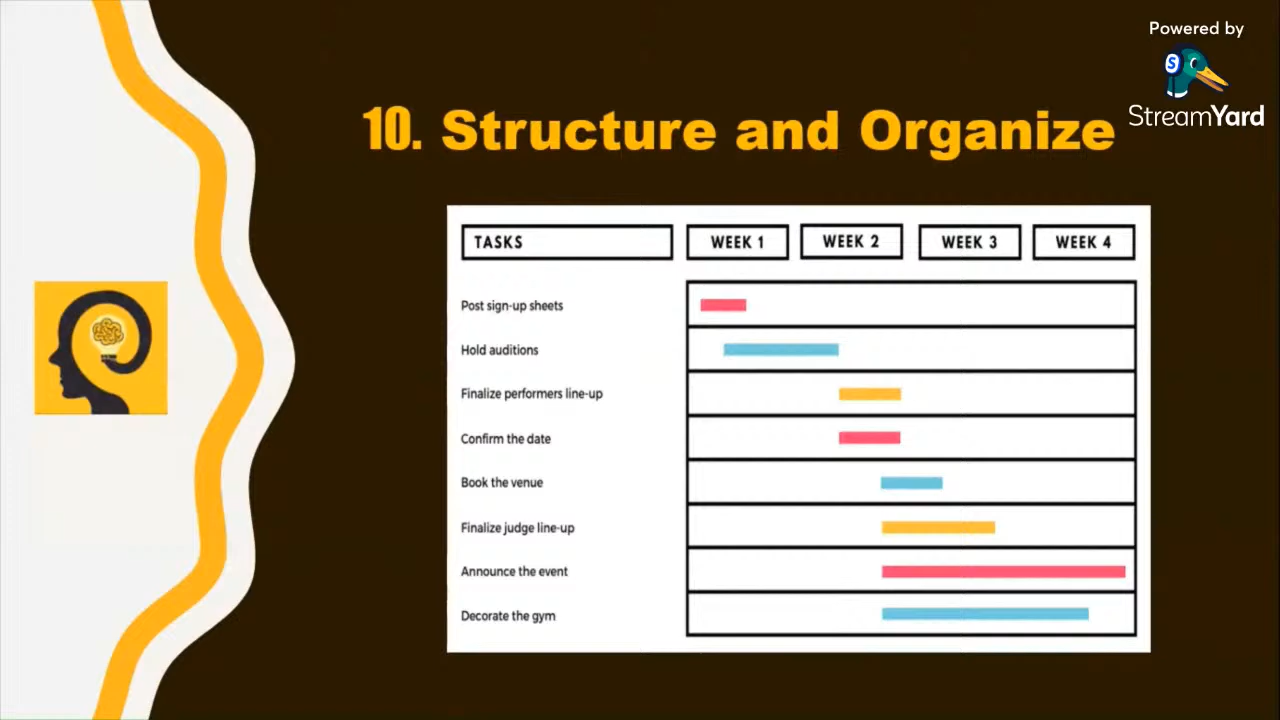 Powered by
StreamYard
10. Structure and Organize
TASKS WEEK 1 WEEK 2 WEEK 3 WEEK 4
Post sign-up sheets
Hold auditions
Finalize performers line-up
Confirm the date
Book the venue
Finalize judge line-up
Announce the event
Decorate the gym